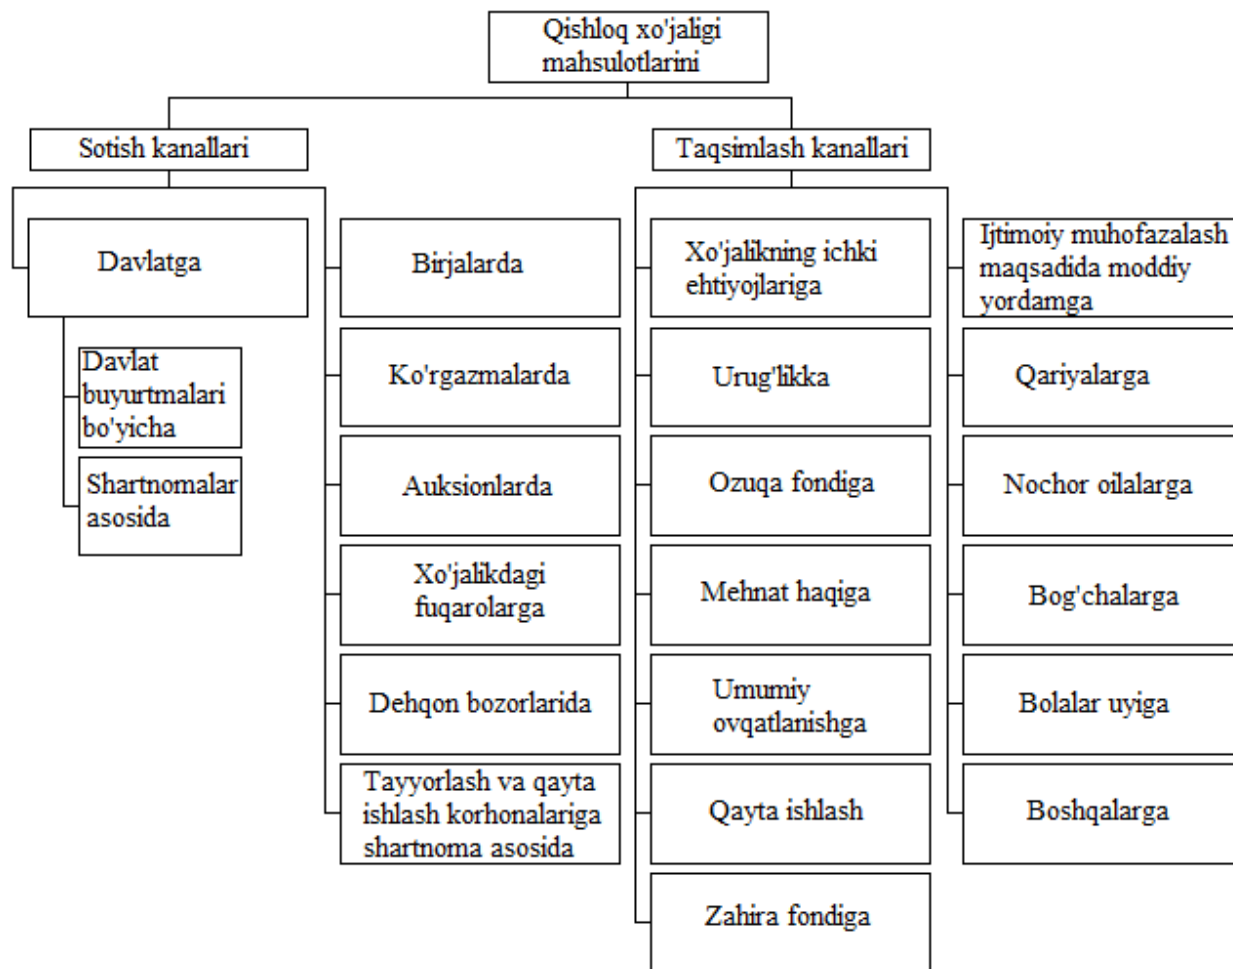 Qishloq xo'jaligi
mahsulotlarini
Sotish kanallari
Taqsimlash kanallari
Davlatga
Davlat
buyurtmalari
bo'yicha
Shartnomalar
asosida
Birjalarda
Ko'rgazmalarda
Auksionlarda
Xo'jalikdagi
fuqarolarga
Dehqon bozorlarida
Tayyorlash va qayta
ishlash korhonalariga
shartnoma asosida
Xo'jalikning ichki
ehtiyojlariga
Urug'likka
Ozuqa fondiga
Mehnat haqiga
Umumiy
ovqatlanishga
Qayta ishlash
Zahira fondiga
Ijtimoiy muhofazalash
maqsadida moddiy
yordamga
Qariyalarga
Nochor oilalarga
Bog'chalarga
Bolalar uyiga
Boshqalarga